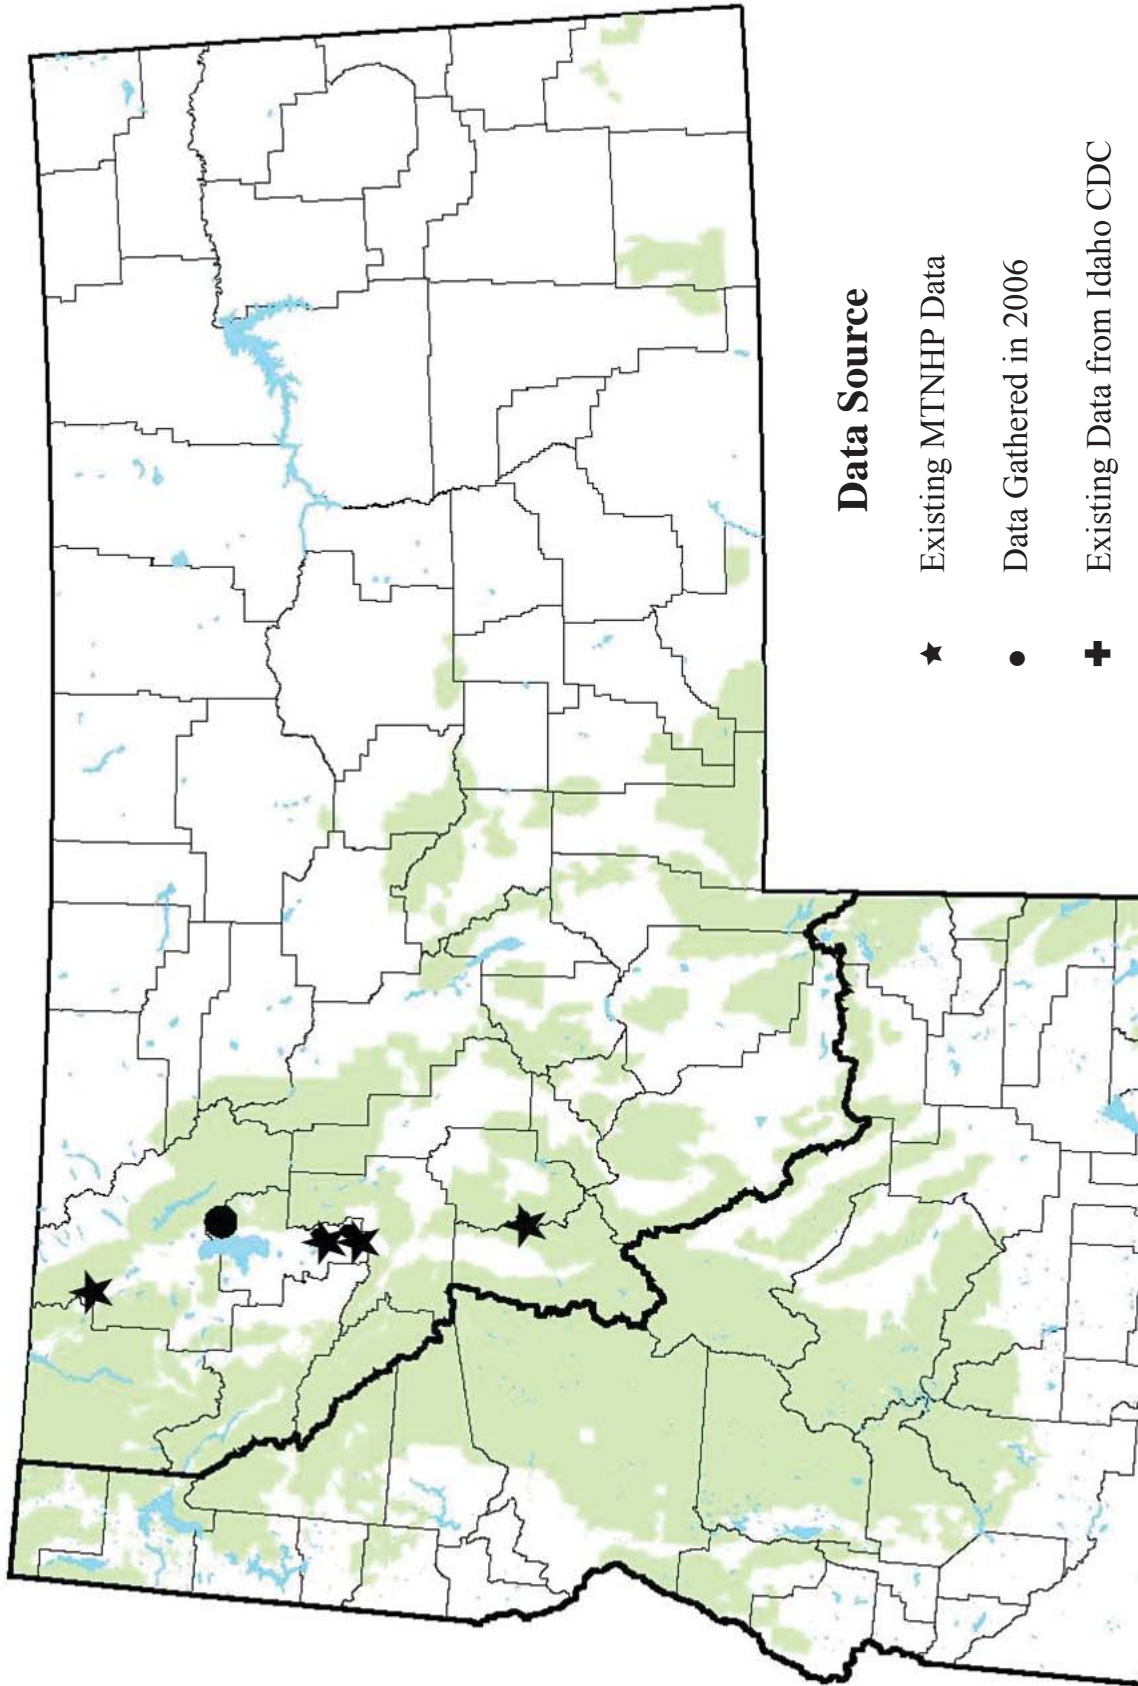 Data Source
Existing MTNHP Data
Data Gathered in 2006
Existing Data from Idaho CDC